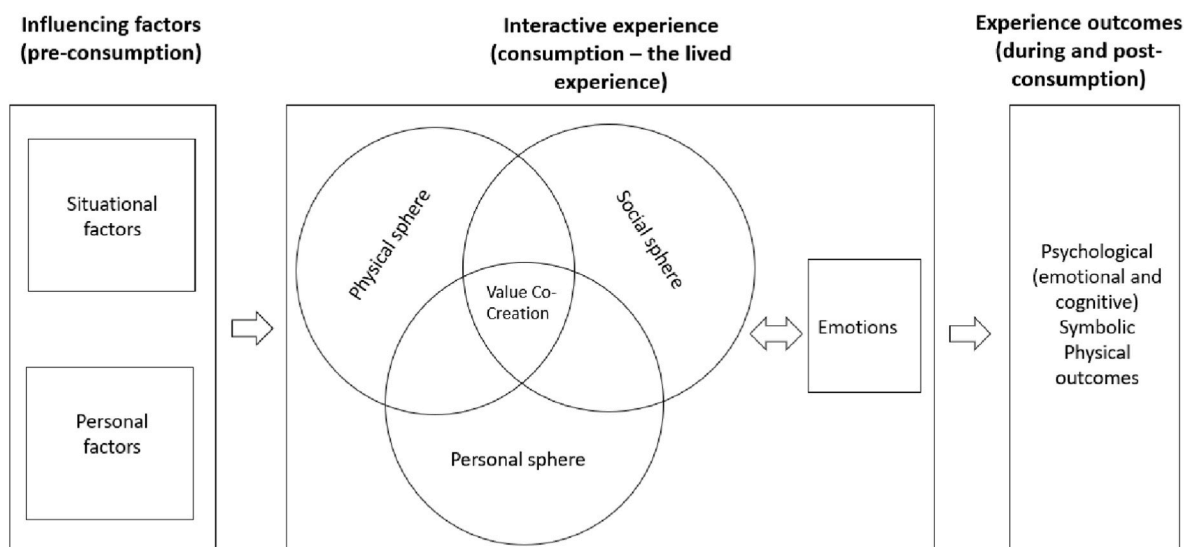 Influencing factors
(pre-consumption)
Interactive experience
(consumption – the lived
experience)
Experience outcomes
(during and post-
consumption)
Situational
factors
Personal
factors
Physical sphere
Social sphere
Value Co-
Creation
Personal sphere
Emotions
Psychological
(emotional and
cognitive)
Symbolic
Physical
outcomes